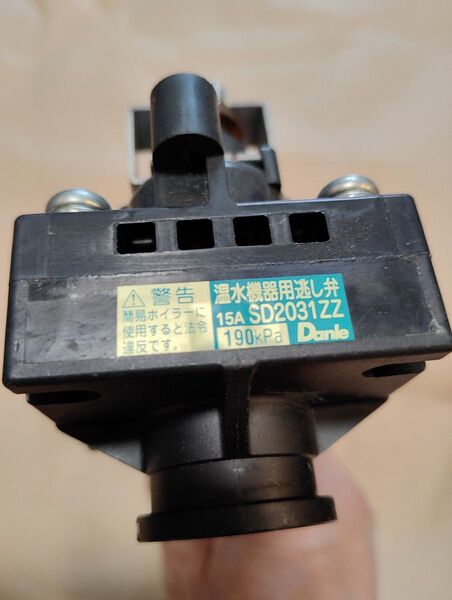 ⚠ 警告
簡易ボイラーに
使用すると法令
違反です。
温水機器用逃し弁
15A SD2031ZZ
190kPa Danle